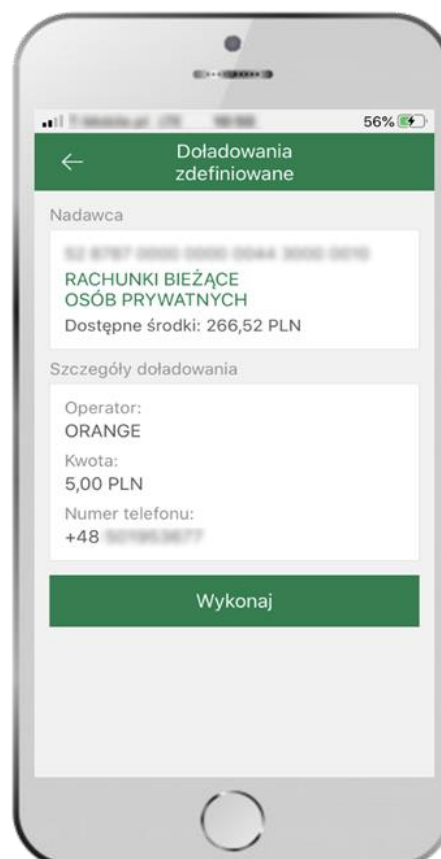 56%
Doładowania
zdefiniowane
Nadawca
RACHUNKI BIEŻĄCE
OSÓB PRYWATNYCH
Dostępne środki: 266,52 PLN
Szczegóły doładowania
Operator:
ORANGE
Kwota:
5,00 PLN
Numer telefonu:
+48
Wykonaj